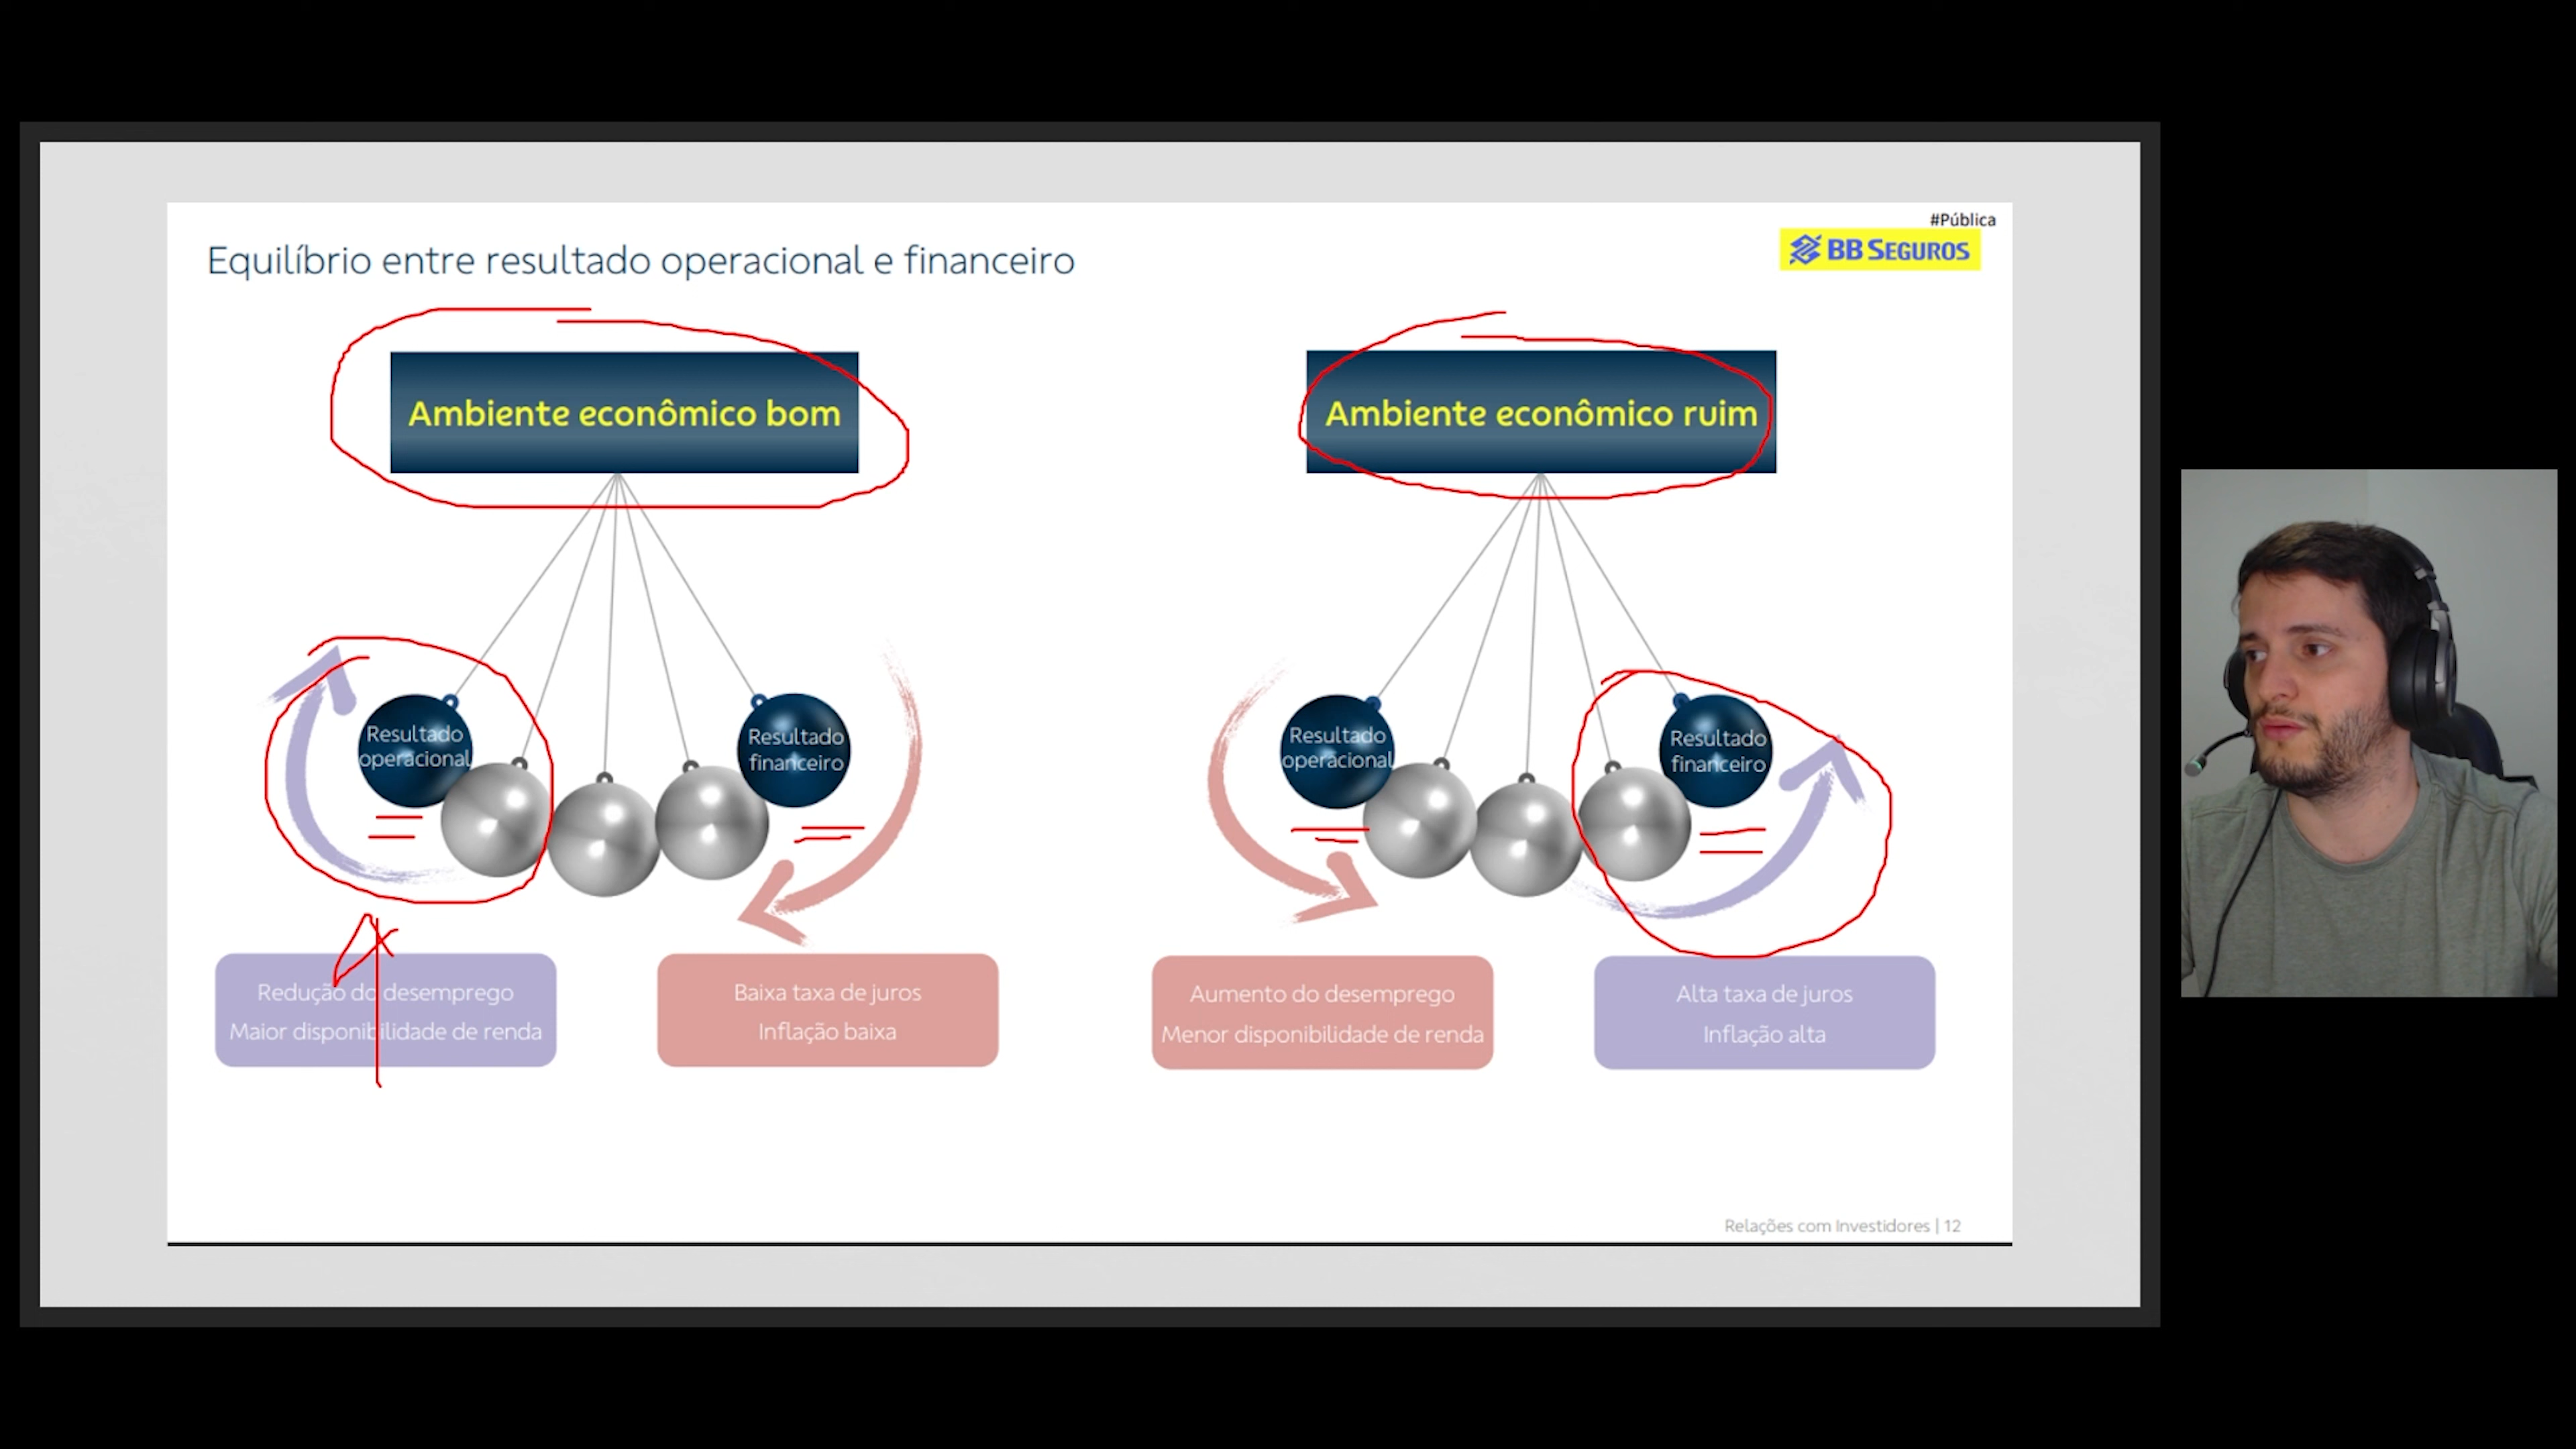 #Pública
BB SEGUROS
Equilíbrio entre resultado operacional e financeiro
Ambiente econômico bom
Ambiente econômico ruim
Resultado
operacional
Resultado
financeiro
Resultado
operacional
Resultado
financeiro
Redução do desemprego
Maior disponibilidade de renda
Baixa taxa de juros
Inflação baixa
Aumento do desemprego
Menor disponibilidade de renda
Alta taxa de juros
Inflação alta
Relações com Investidores | 12